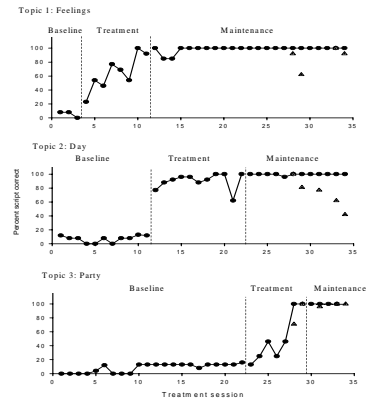 Topic 1: Feelings
Baseline Treatment Maintenance
100
80
60
40
20
0
0 5 10 15 20 25 30 35
Topic 2: Day
Baseline Treatment Maintenance
Percent script correct
100
80
60
40
20
0
0 5 10 15 20 25 30 35
Topic 3: Party
Baseline Treatment Maintenance
100
80
60
40
20
0
0 5 10 15 20 25 30 35
Treatment session